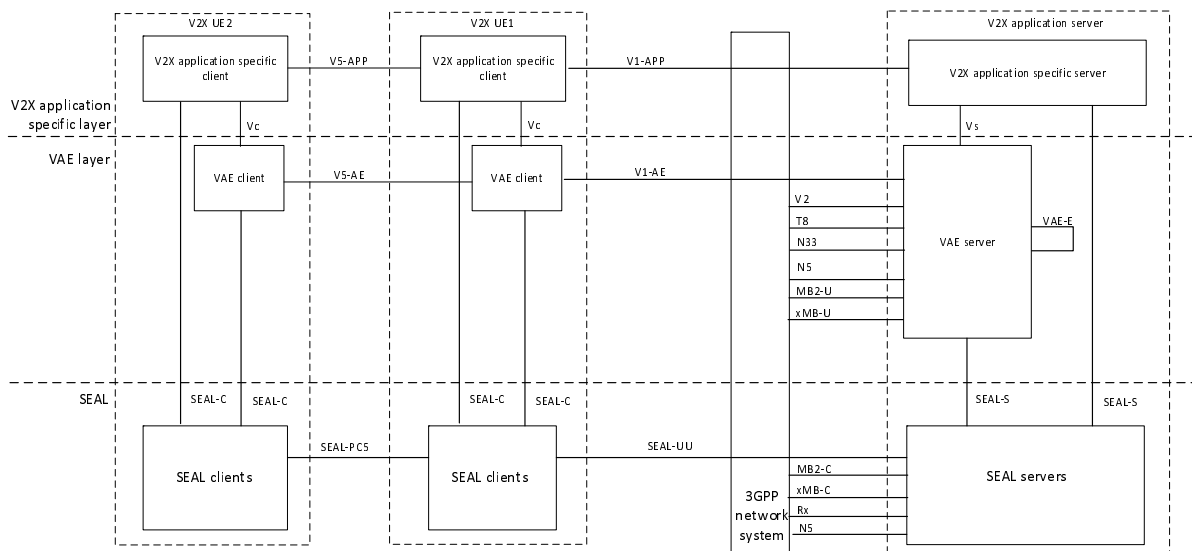 V2X UE2
V2X UE1
V2X application server
V2X application specific
client
V5-APP
V2X application specific
client
V1-APP
V2X application specific server
V2X application
specific layer
Vc
Vc
Vs
VAE layer
VAE client
V5-AE
VAE client
V1-AE
V2
T8
N33
N5
MB2-U
xMB-U
VAE server
VAE-E
SEAL
SEAL-C
SEAL-C
SEAL-C
SEAL-C
SEAL-S
SEAL-S
SEAL clients
SEAL-PC5
SEAL clients
SEAL-UU
MB2-C
xMB-C
Rx
N5
3GPP
network
system
SEAL servers